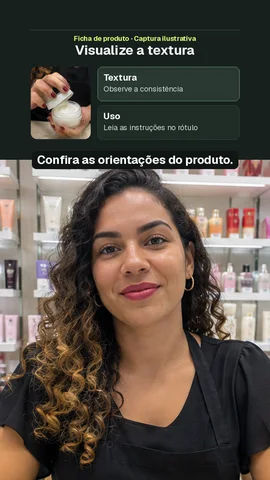 Ficha de produto · Captura ilustrativa
Visualize a textura
Textura
Observe a consistência
Uso
Leia as instruções no rótulo
Confira as orientações do produto.